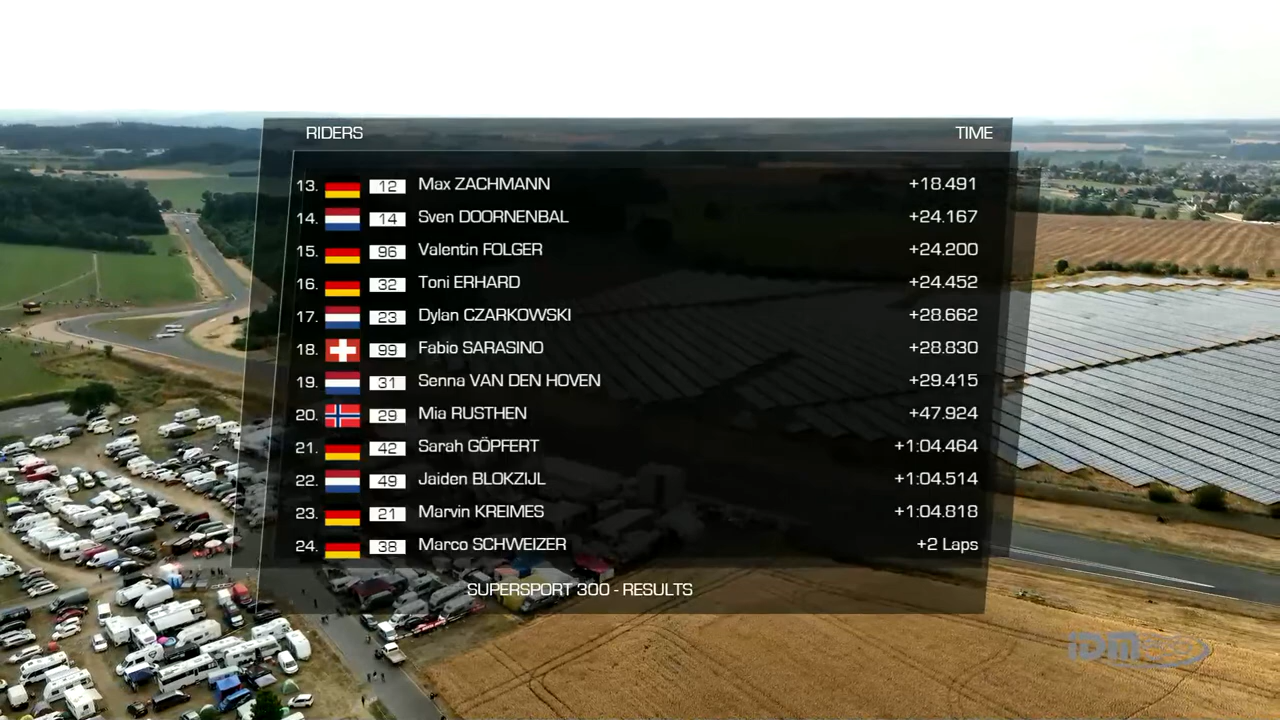 RIDERS TIME
13. 12 Max ZACHMANN +18.491
14. 14 Sven DOORNENBAL +24.167
15. 96 Valentin FOLGER +24.200
16. 32 Toni ERHARD +24.452
17. 23 Dylan CZARKOWSKI +28.662
18. 99 Fabio SARASINO +28.830
19. 31 Senna VAN DEN HOVEN +29.415
20. 29 Mia RUSTHEN +47.924
21. 42 Sarah GÖPFERT +1:04.464
22. 49 Jaiden BLOKZIJL +1:04.514
23. 21 Marvin KREIMES +1:04.818
24. 38 Marco SCHWEIZER +2 Laps
SUPERSPORT 300 - RESULTS
IDM